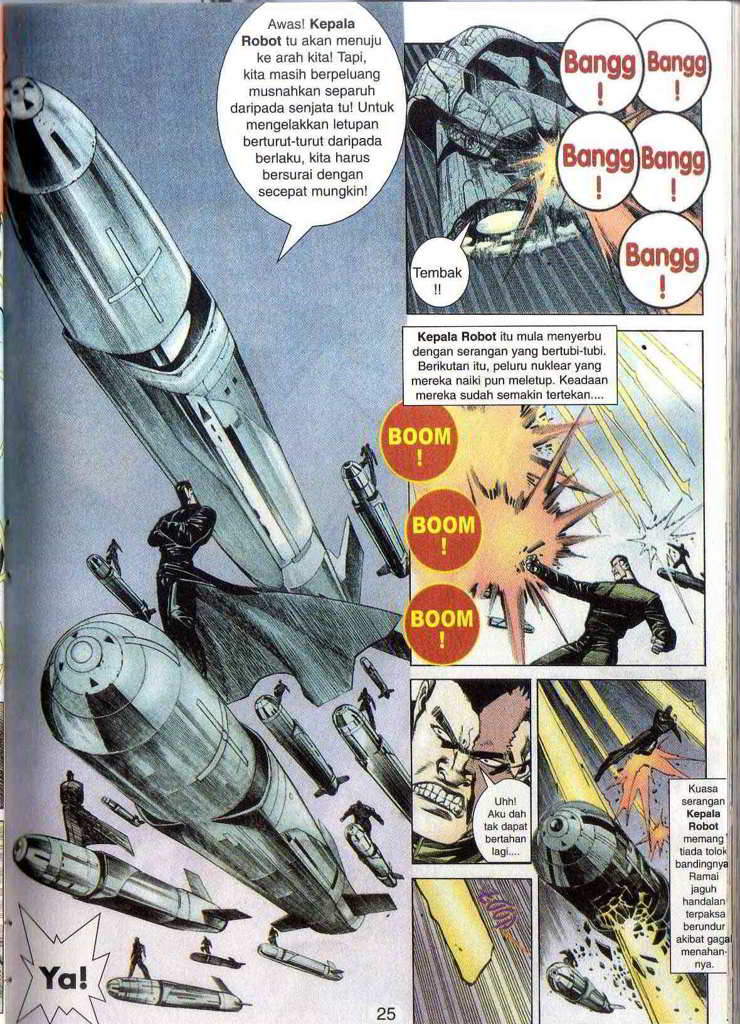 Awas! Kepala
Robot tu akan menuju
ke arah kita! Tapi,
kita masih berpeluang
musnahkan separuh
daripada senjata tu! Untuk
mengelakkan letupan
berturut-turut daripada
berlaku, kita harus
bersurai dengan
secepat mungkin!
Ya!
Bangg
!
Bangg
!
Bangg
!
Bangg
!
Bangg
!
Tembak
!!
Kepala Robot itu mula menyerbu
dengan serangan yang bertubi-tubi.
Berikutan itu, peluru nuklear yang
mereka naiki pun meletup. Keadaan
mereka sudah semakin tertekan....
BOOM
!
BOOM
!
BOOM
!
Uhh!
Aku dah
tak dapat
bertahan
lagi....
Kuasa
serangan
Kepala
Robot
memang
tiada tolok
bandingnya
Ramai
jaguh
handalan
terpaksa
berundur
akibat gagal
menahan-
nya.
25